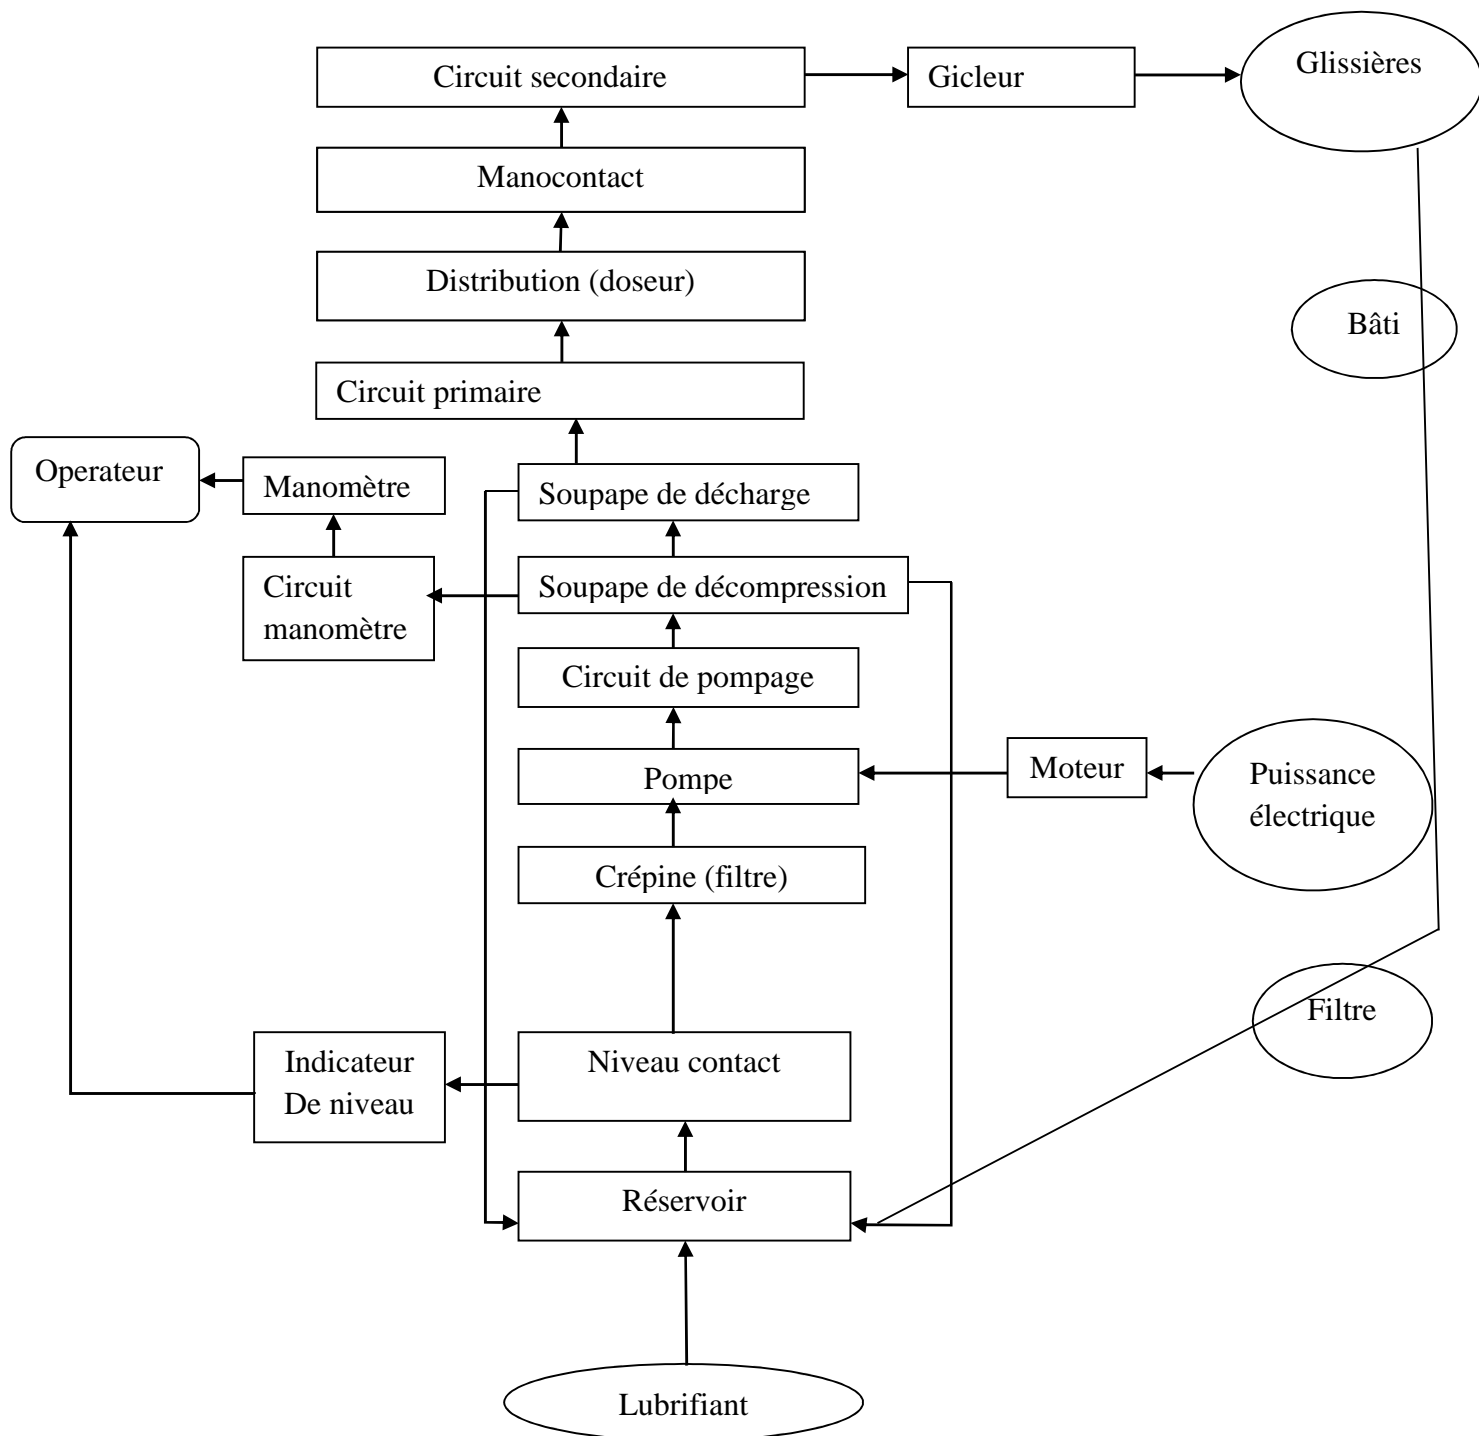 Circuit secondaire
Gicleur
Glissières
Manocontact
Distribution (doseur)
Bâti
Circuit primaire
Operateur
Manomètre
Soupape de décharge
Circuit
manomètre
Soupape de décompression
Circuit de pompage
Pompe
Moteur
Puissance
électrique
Crépine (filtre)
Filtre
Indicateur
De niveau
Niveau contact
Réservoir
Lubrifiant